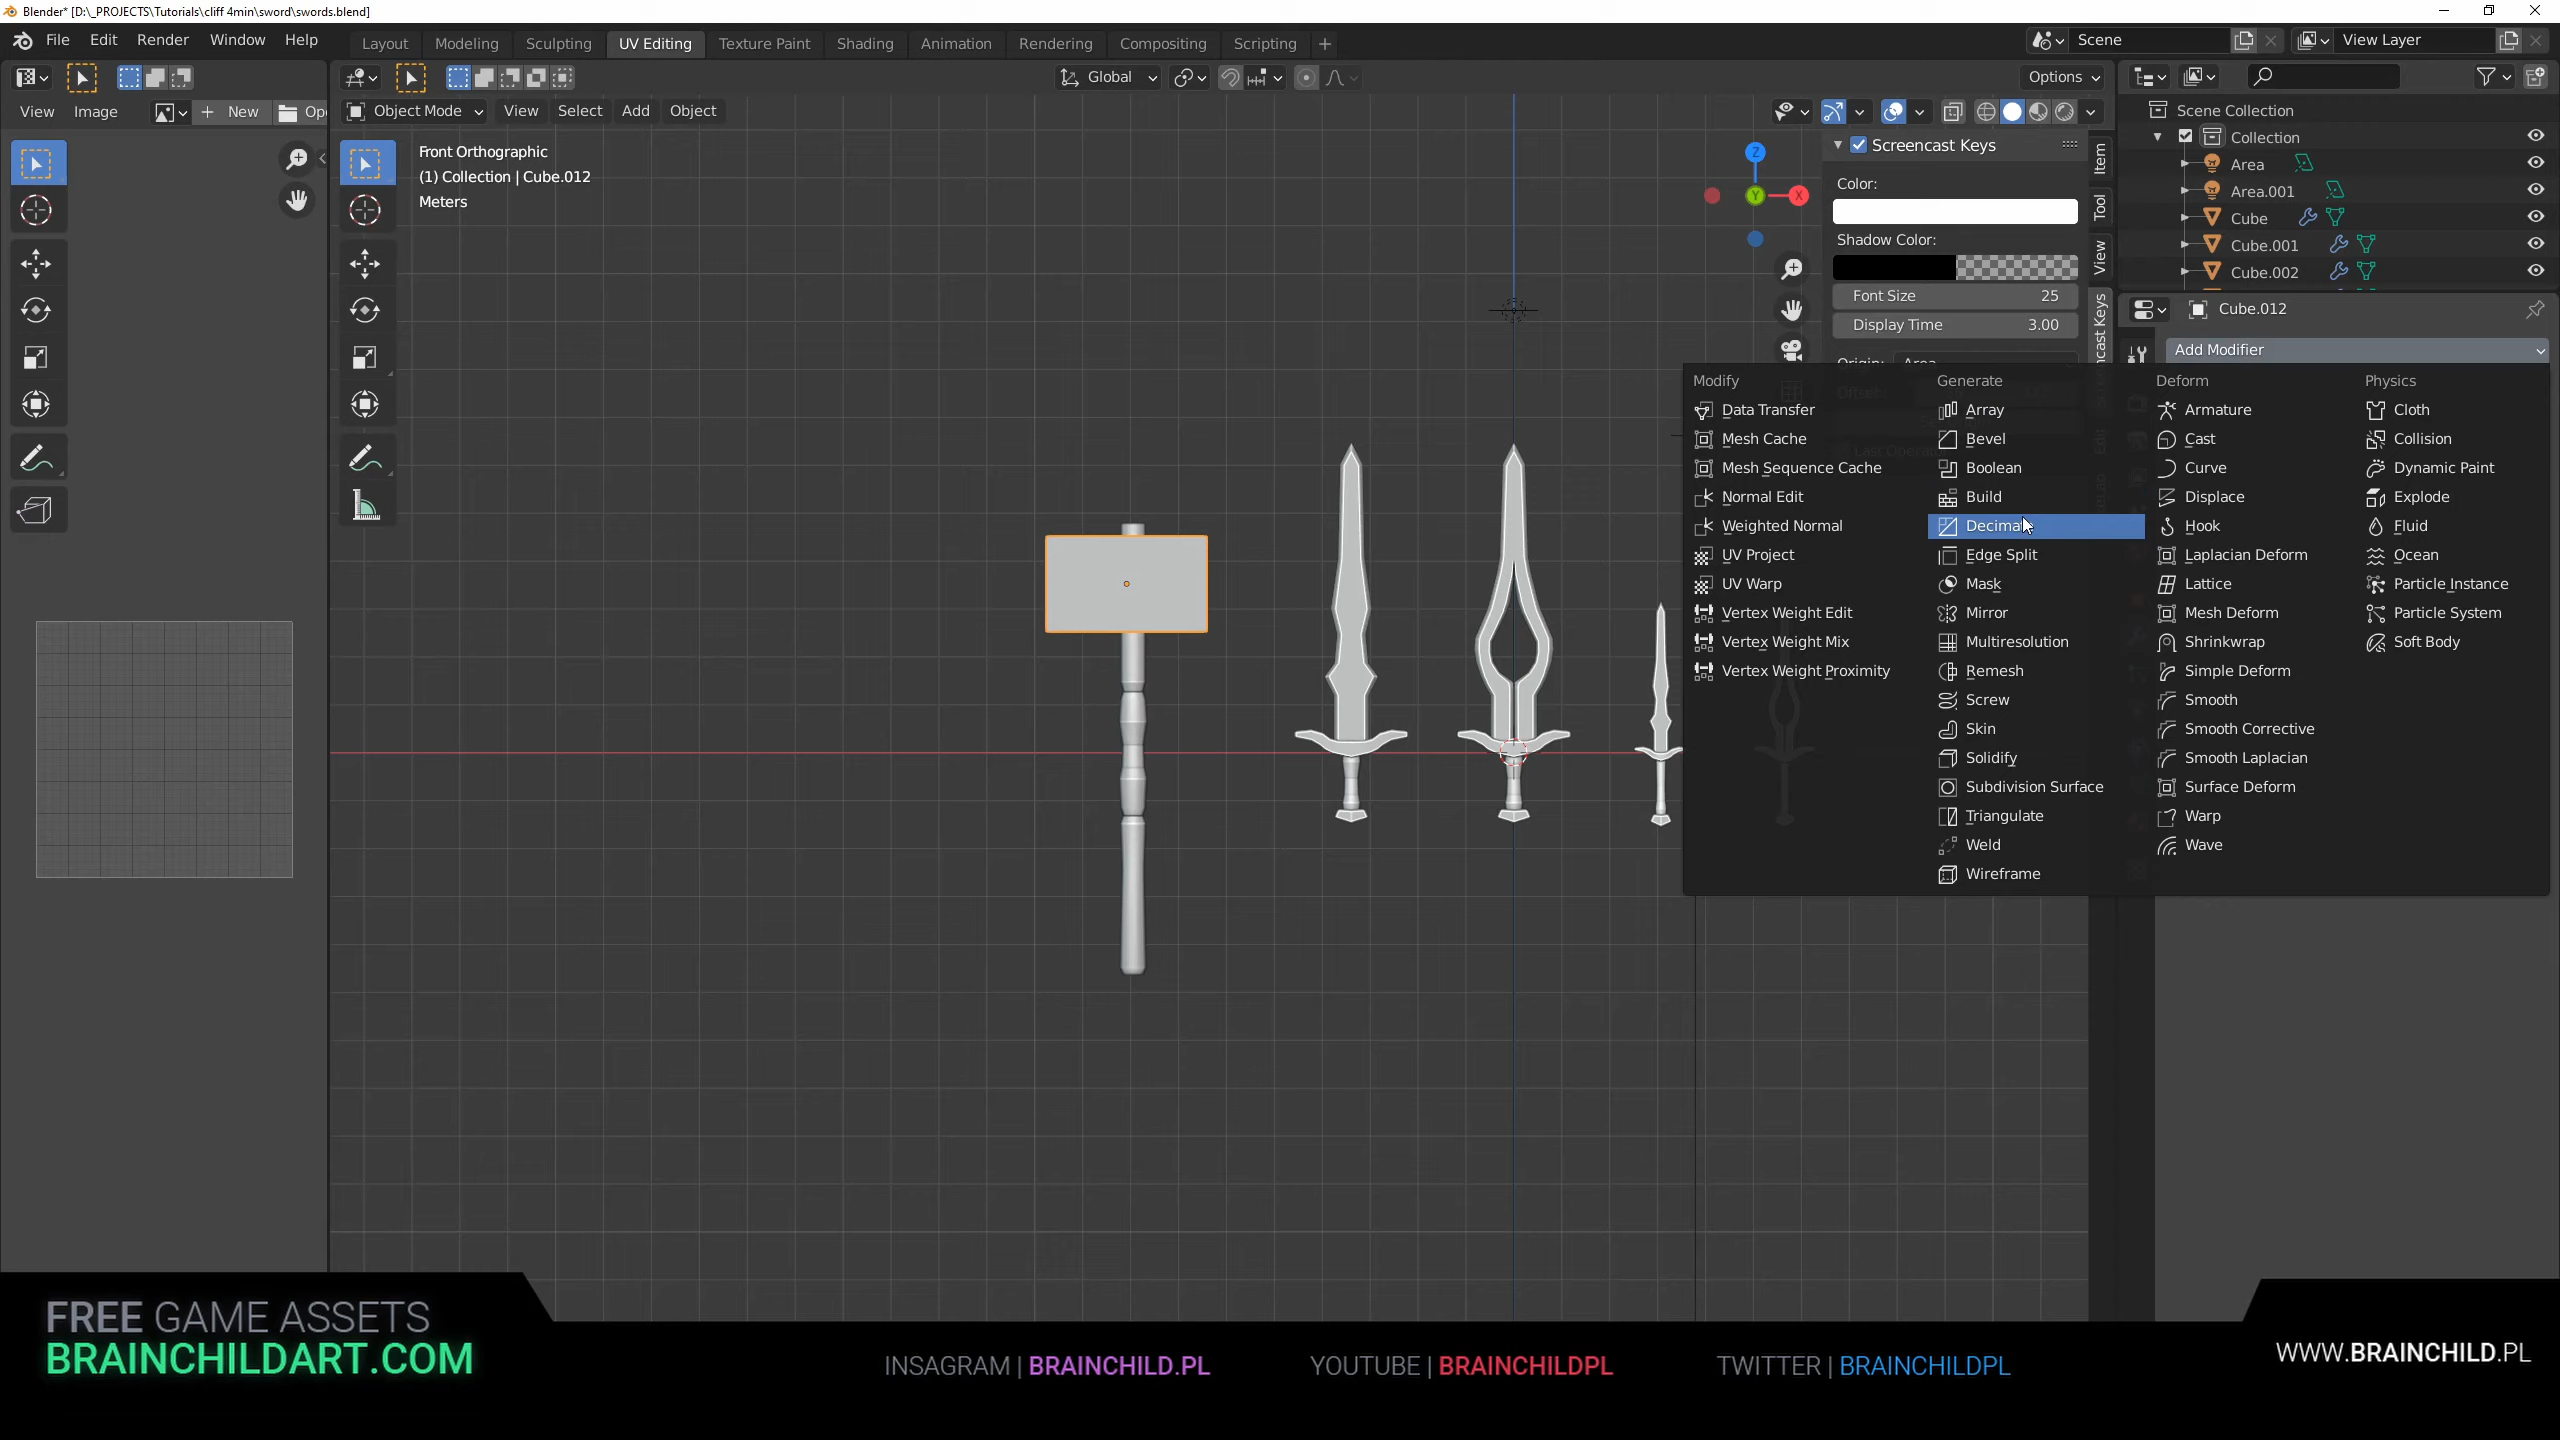 Blender* [D:\_PROJECTS\Tutorials\cliff 4min\sword\swords.blend]
File Edit Render Window Help
Layout Modeling Sculpting UV Editing Texture Paint Shading Animation Rendering Compositing Scripting +
Scene
View Layer
Global
Options
View Image
New
Op
Object Mode View Select Add Object
Front Orthographic
(1) Collection | Cube.012
Meters
Z
Y
X
Screencast Keys
Color:
Shadow Color:
Font Size 25
Display Time 3.00
Item
Tool
View
Scene Collection
Collection
Area
Area.001
Cube
Cube.001
Cube.002
Cube.012
Add Modifier
Modify
Data Transfer
Mesh Cache
Mesh Sequence Cache
Normal Edit
Weighted Normal
UV Project
UV Warp
Vertex Weight Edit
Vertex Weight Mix
Vertex Weight Proximity
Generate
Array
Bevel
Boolean
Build
Decimate
Edge Split
Mask
Mirror
Multiresolution
Remesh
Screw
Skin
Solidify
Subdivision Surface
Triangulate
Weld
Wireframe
Deform
Armature
Cast
Curve
Displace
Hook
Laplacian Deform
Lattice
Mesh Deform
Shrinkwrap
Simple Deform
Smooth
Smooth Corrective
Smooth Laplacian
Surface Deform
Warp
Wave
Physics
Cloth
Collision
Dynamic Paint
Explode
Fluid
Ocean
Particle Instance
Particle System
Soft Body
FREE GAME ASSETS
BRAINCHILDART.COM
INSAGRAM | BRAINCHILD.PL
YOUTUBE | BRAINCHILDPL
TWITTER | BRAINCHILDPL
WWW.BRAINCHILD.PL